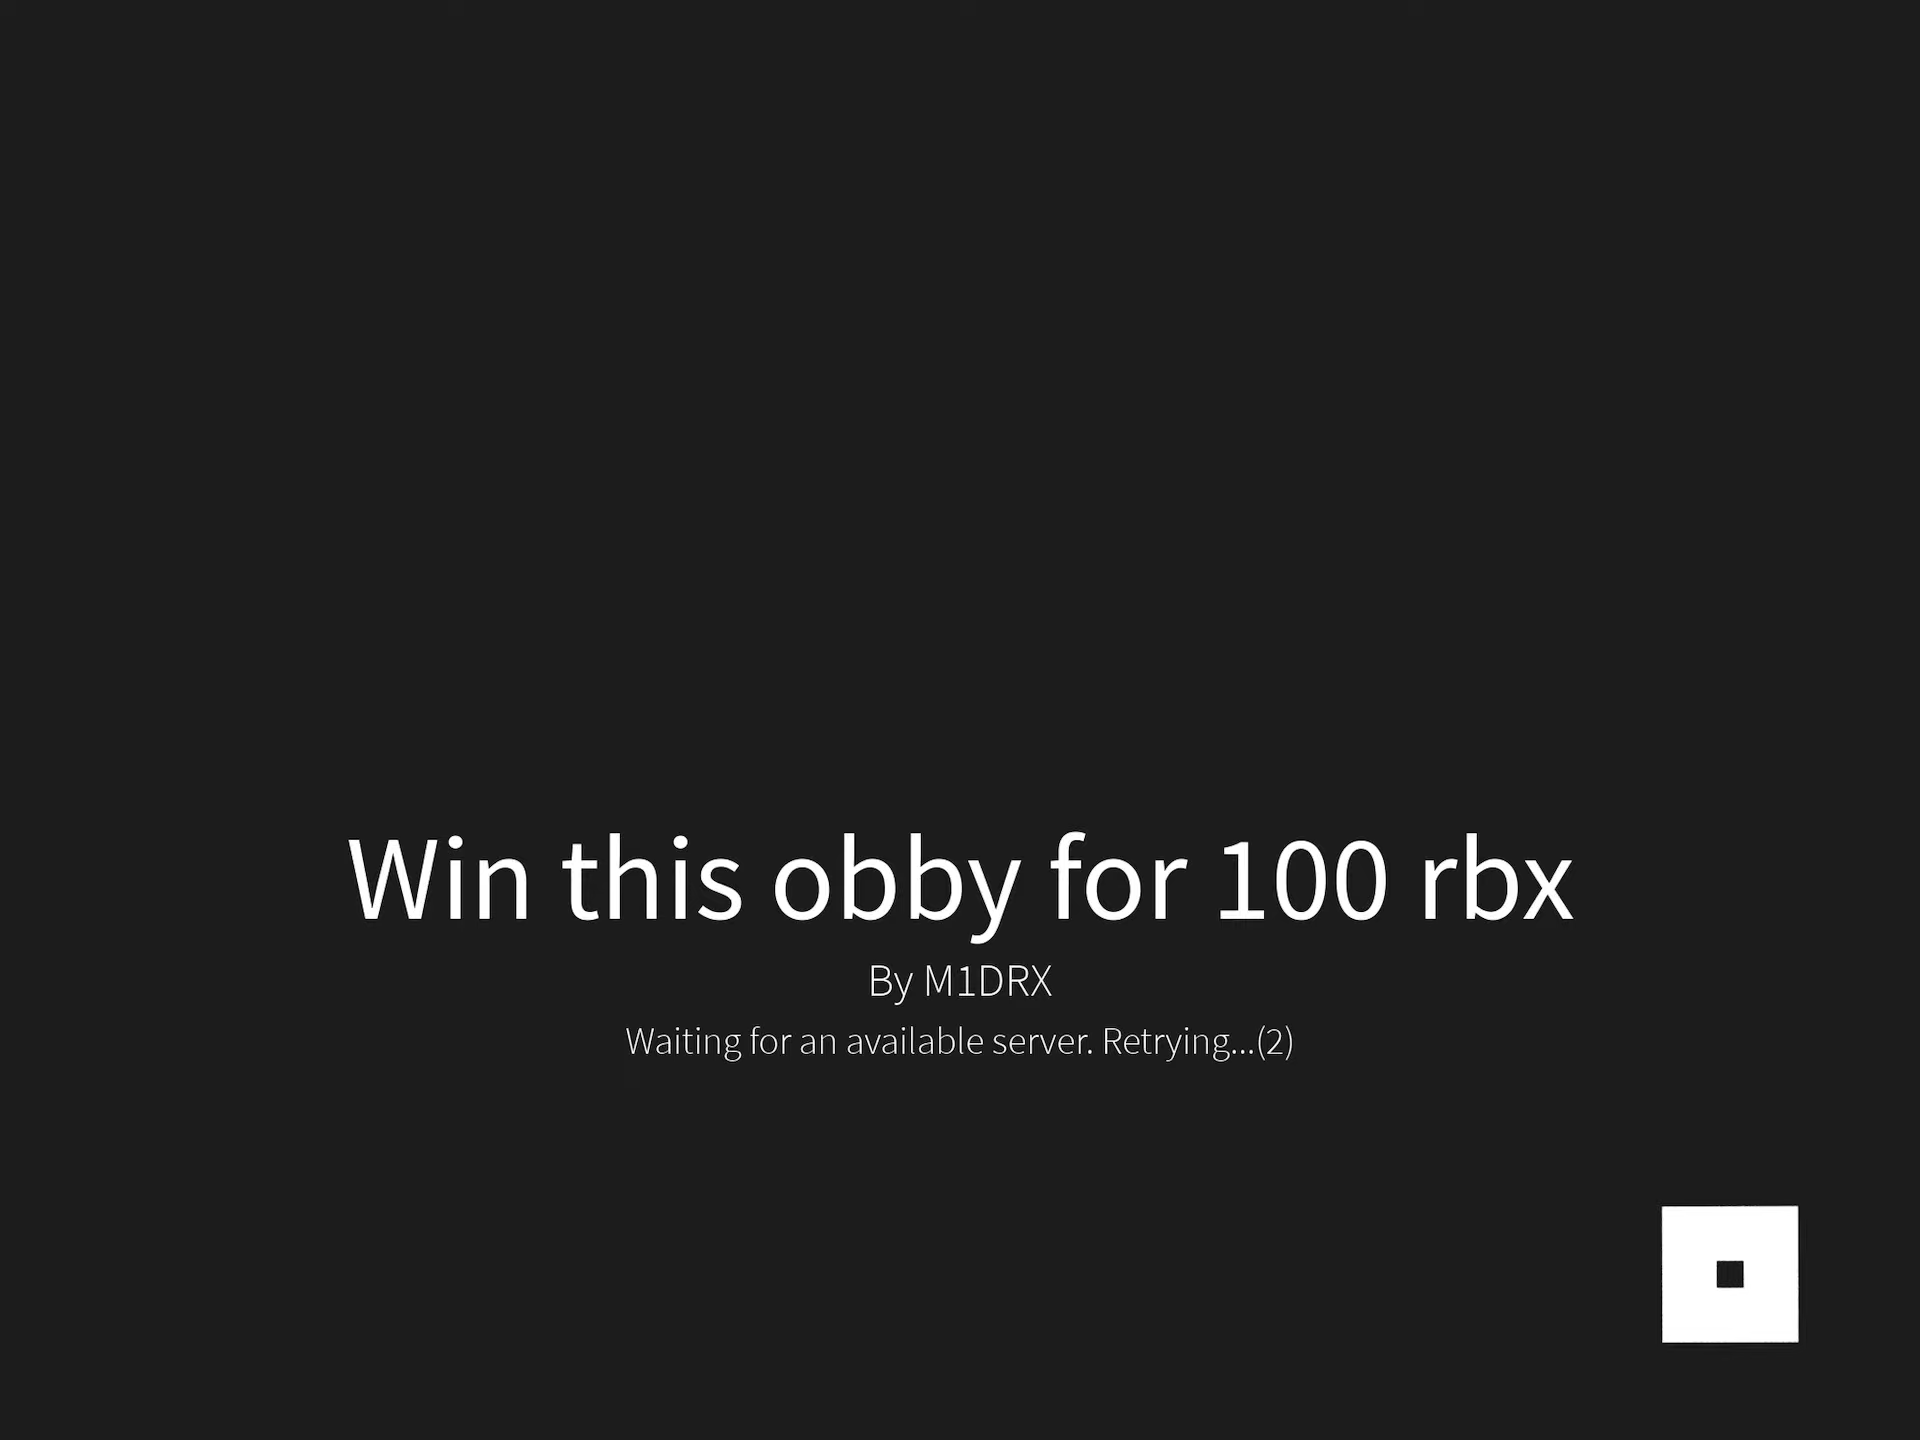 Win this obby for 100 rbx
By M1DRX
Waiting for an available server. Retrying...(2)